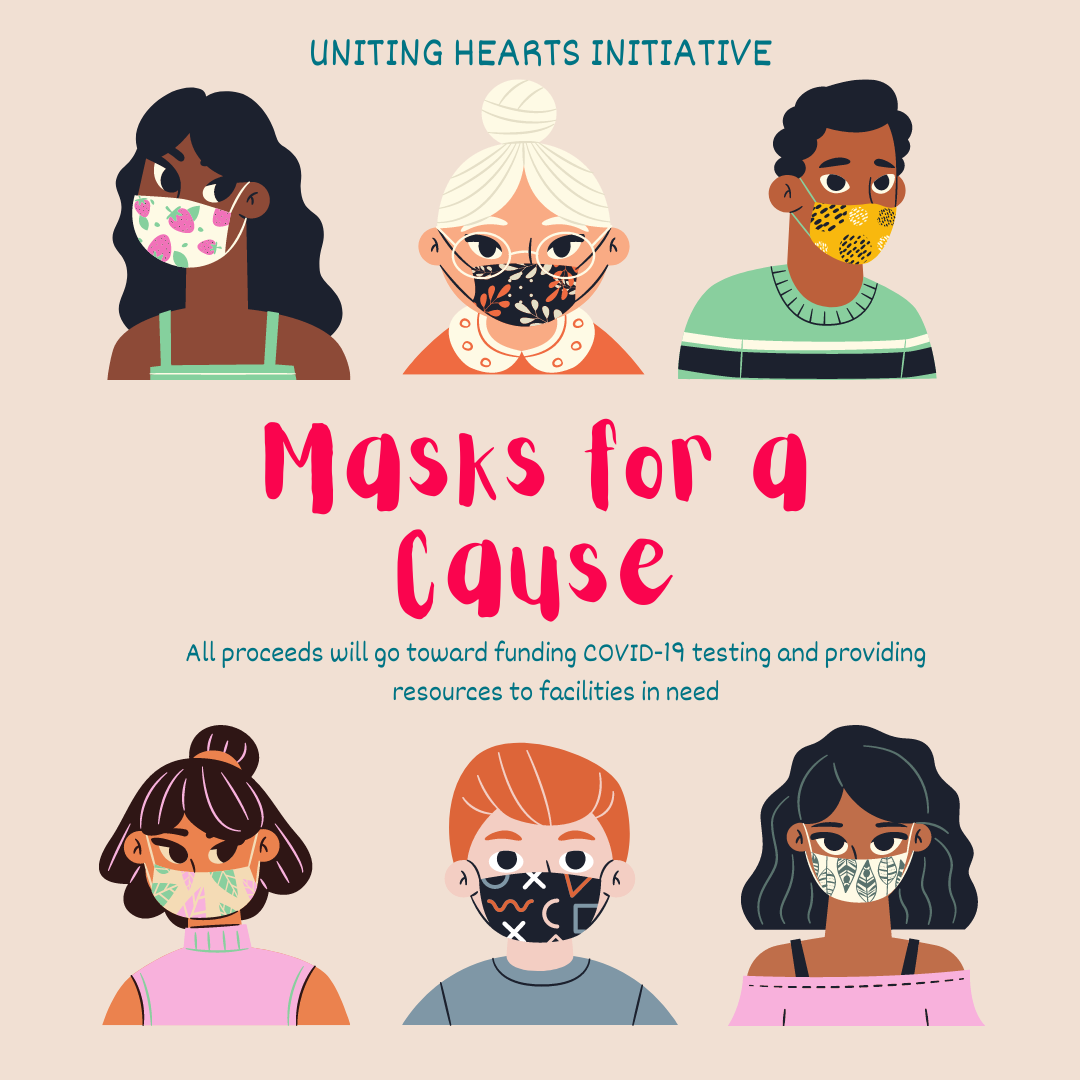 UNITING HEARTS INITIATIVE
Masks for a
Cause
All proceeds will go toward funding COVID-19 testing and providing
resources to facilities in need